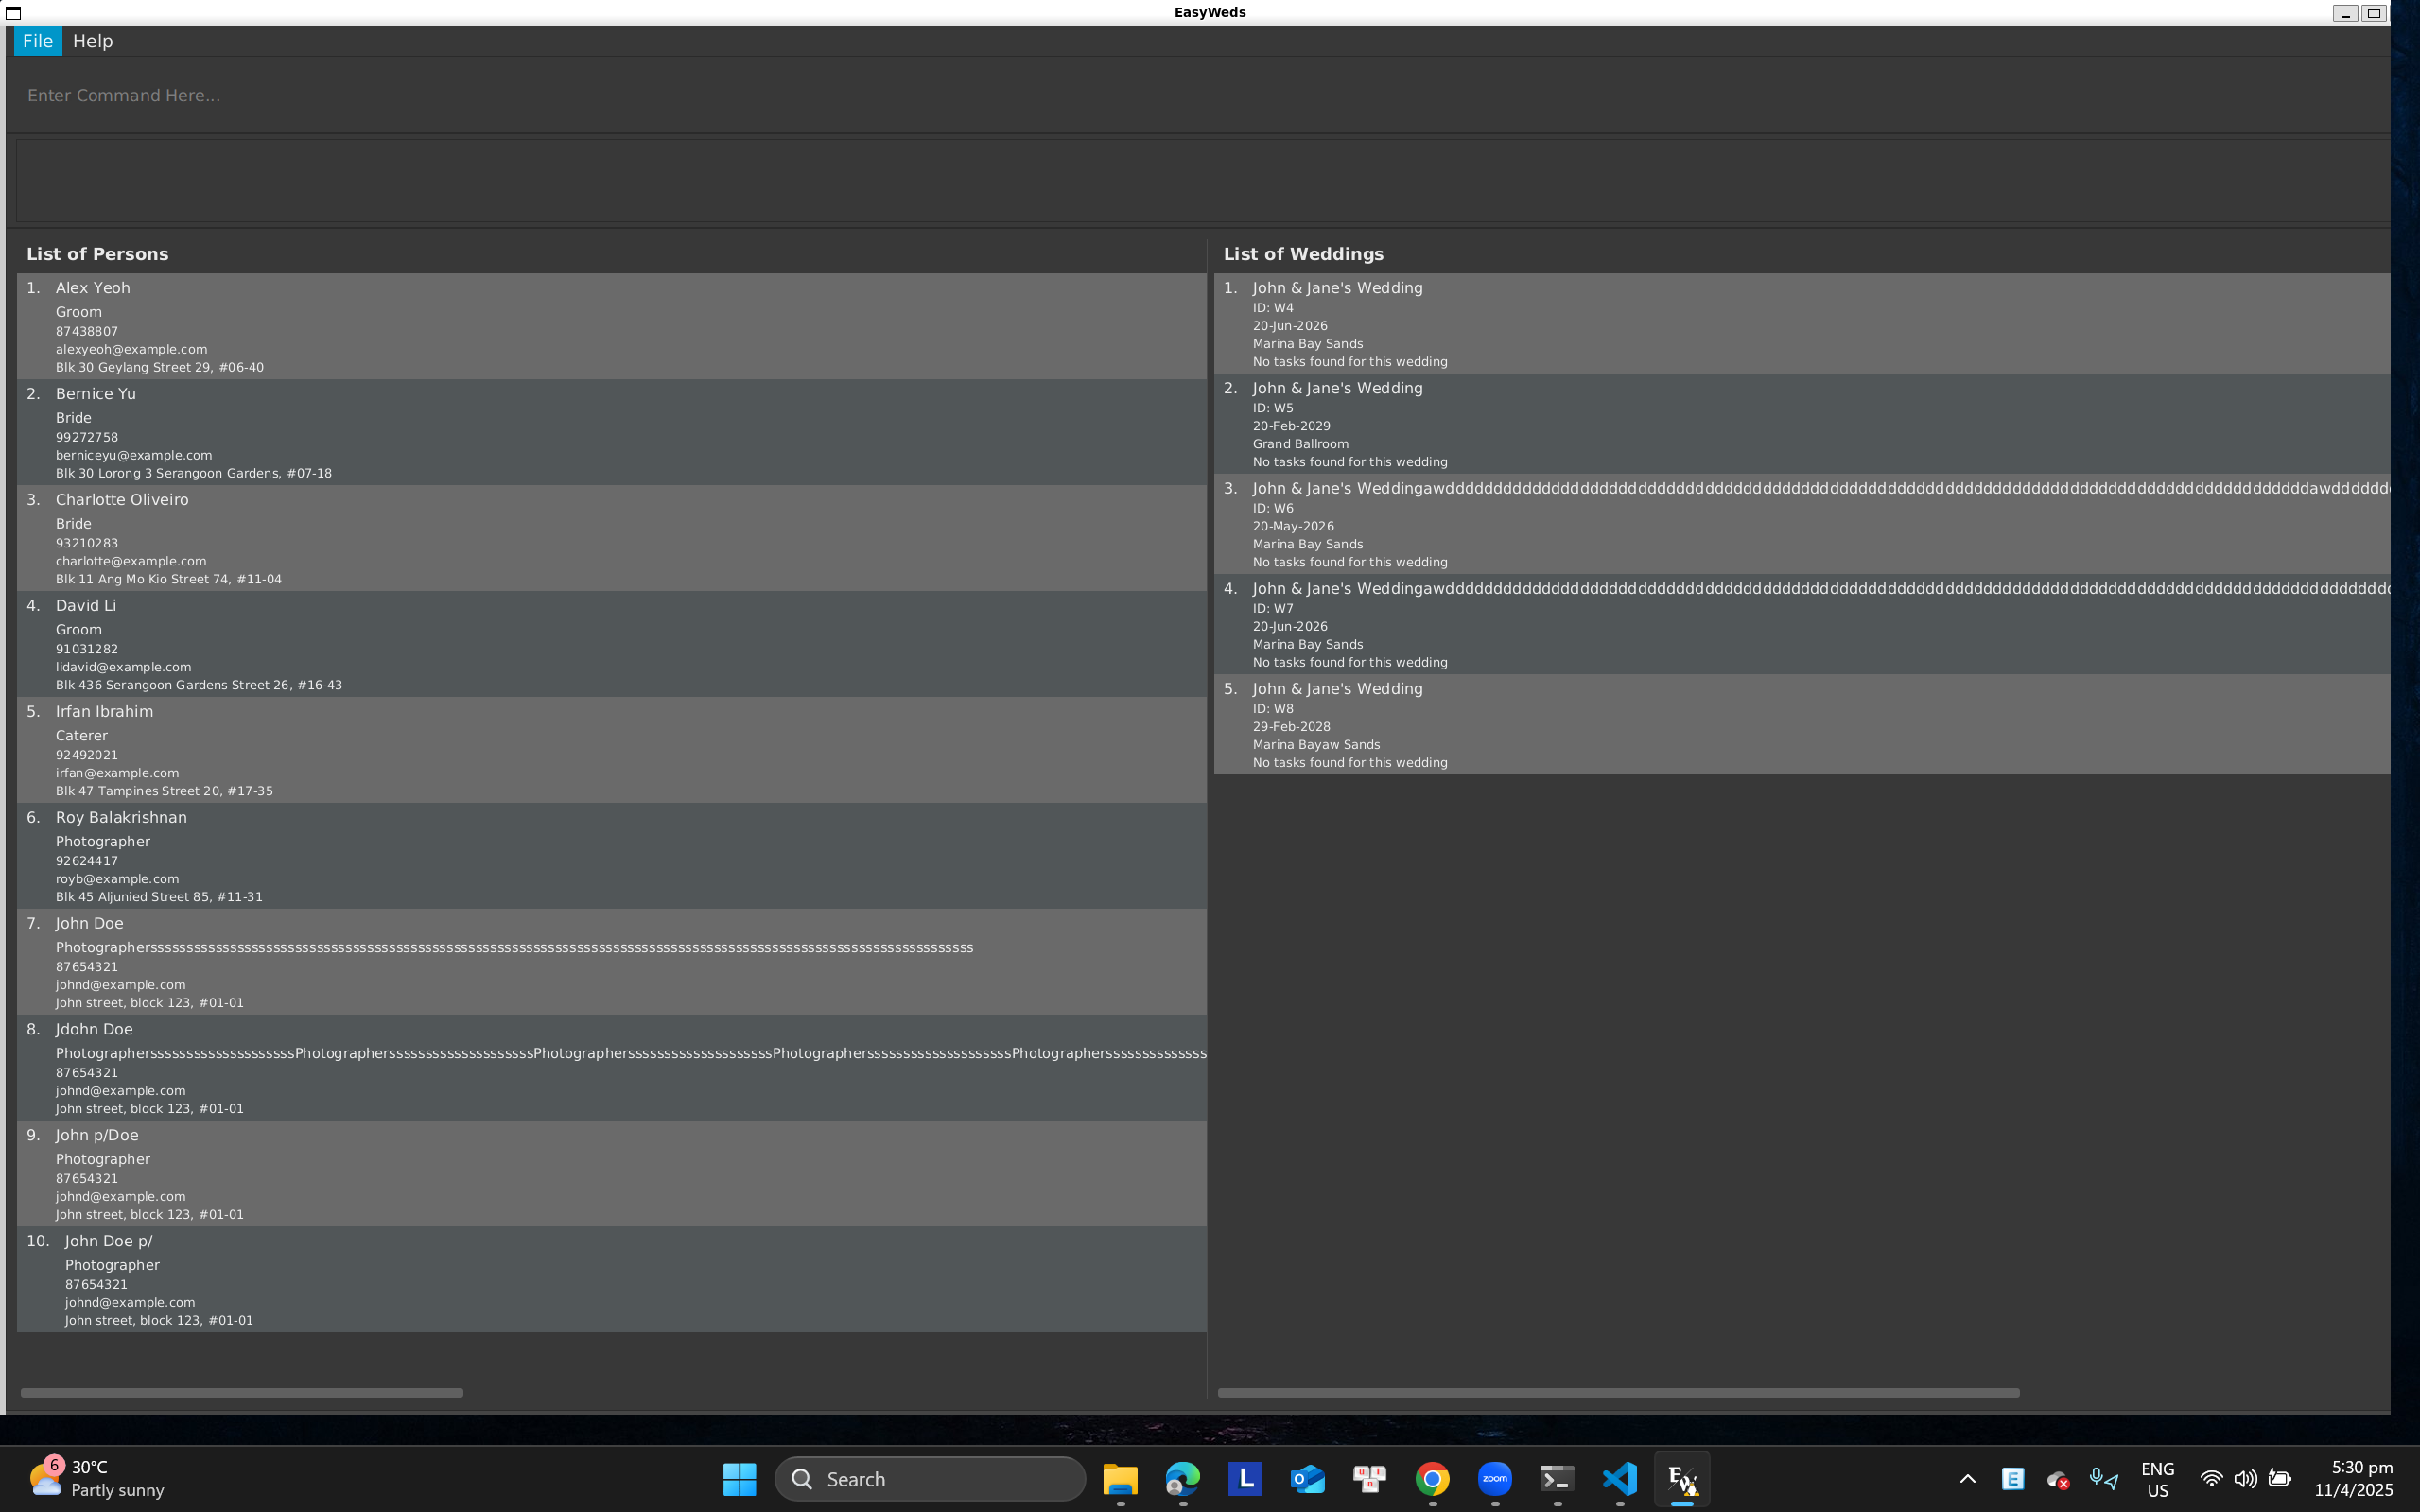 EasyWeds
File Help
Enter Command Here...
List of Persons
1. Alex Yeoh
Groom
87438807
alexyeoh@example.com
Blk 30 Geylang Street 29, #06-40
2. Bernice Yu
Bride
99272758
berniceyu@example.com
Blk 30 Lorong 3 Serangoon Gardens, #07-18
3. Charlotte Oliveiro
Bride
93210283
charlotte@example.com
Blk 11 Ang Mo Kio Street 74, #11-04
4. David Li
Groom
91031282
lidavid@example.com
Blk 436 Serangoon Gardens Street 26, #16-43
5. Irfan Ibrahim
Caterer
92492021
irfan@example.com
Blk 47 Tampines Street 20, #17-35
6. Roy Balakrishnan
Photographer
92624417
royb@example.com
Blk 45 Aljunied Street 85, #11-31
7. John Doe
87654321
johnd@example.com
John street, block 123, #01-01
8. Jdohn Doe
87654321
johnd@example.com
John street, block 123, #01-01
9. John p/Doe
Photographer
87654321
johnd@example.com
John street, block 123, #01-01
10. John Doe p/
Photographer
87654321
johnd@example.com
John street, block 123, #01-01
List of Weddings
1. John & Jane's Wedding
ID: W4
20-Jun-2026
Marina Bay Sands
No tasks found for this wedding
2. John & Jane's Wedding
ID: W5
20-Feb-2029
Grand Ballroom
No tasks found for this wedding
3. John & Jane's
ID: W6
20-May-2026
Marina Bay Sands
No tasks found for this wedding
4. John & Jane's
ID: W7
20-Jun-2026
Marina Bay Sands
No tasks found for this wedding
5. John & Jane's Wedding
ID: W8
29-Feb-2028
Marina Bayaw Sands
No tasks found for this wedding
6
30°C
Partly sunny
Search
L
zoom
E
ENG
US
5:30 pm
11/4/2025